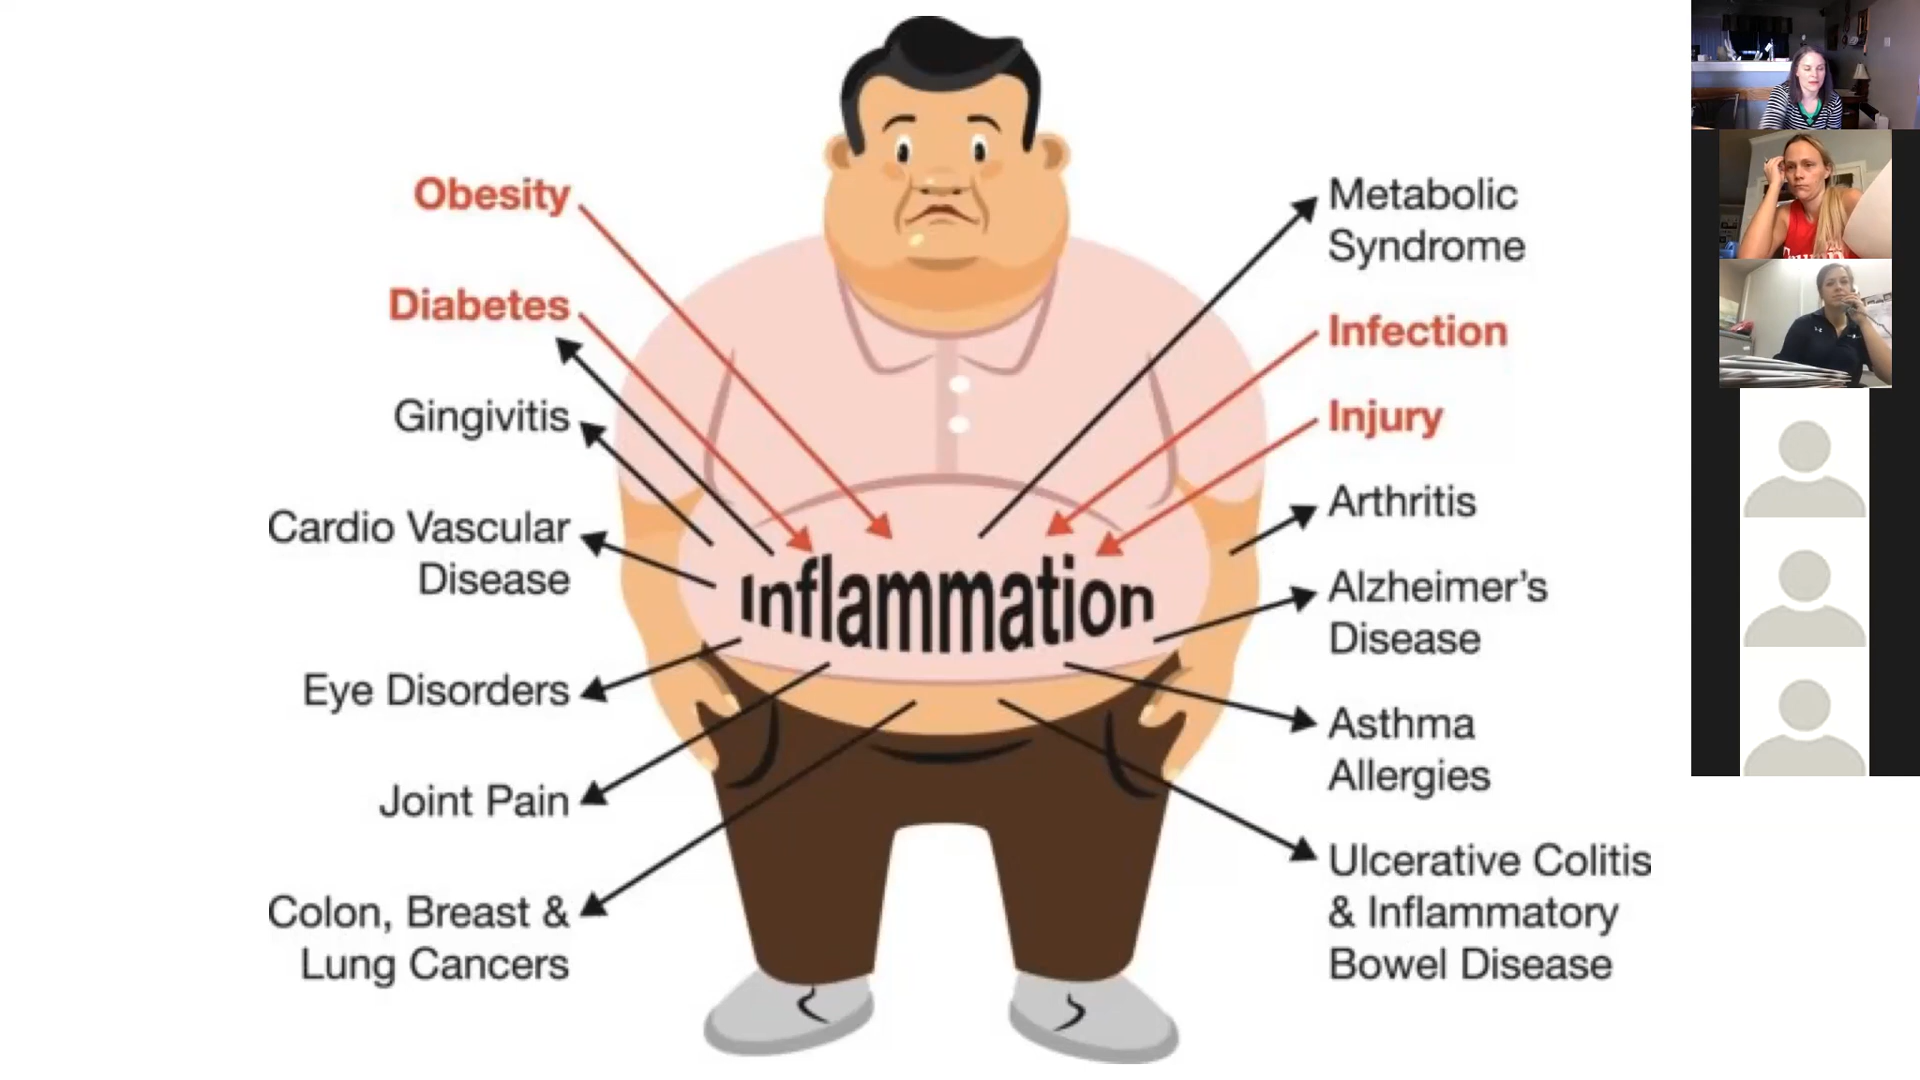 Obesity
Diabetes
Gingivitis
Cardio Vascular
Disease
Eye Disorders
Joint Pain
Colon, Breast &
Lung Cancers
Inflammation
Metabolic
Syndrome
Infection
Injury
Arthritis
Alzheimer’s
Disease
Asthma
Allergies
Ulcerative Colitis
& Inflammatory
Bowel Disease